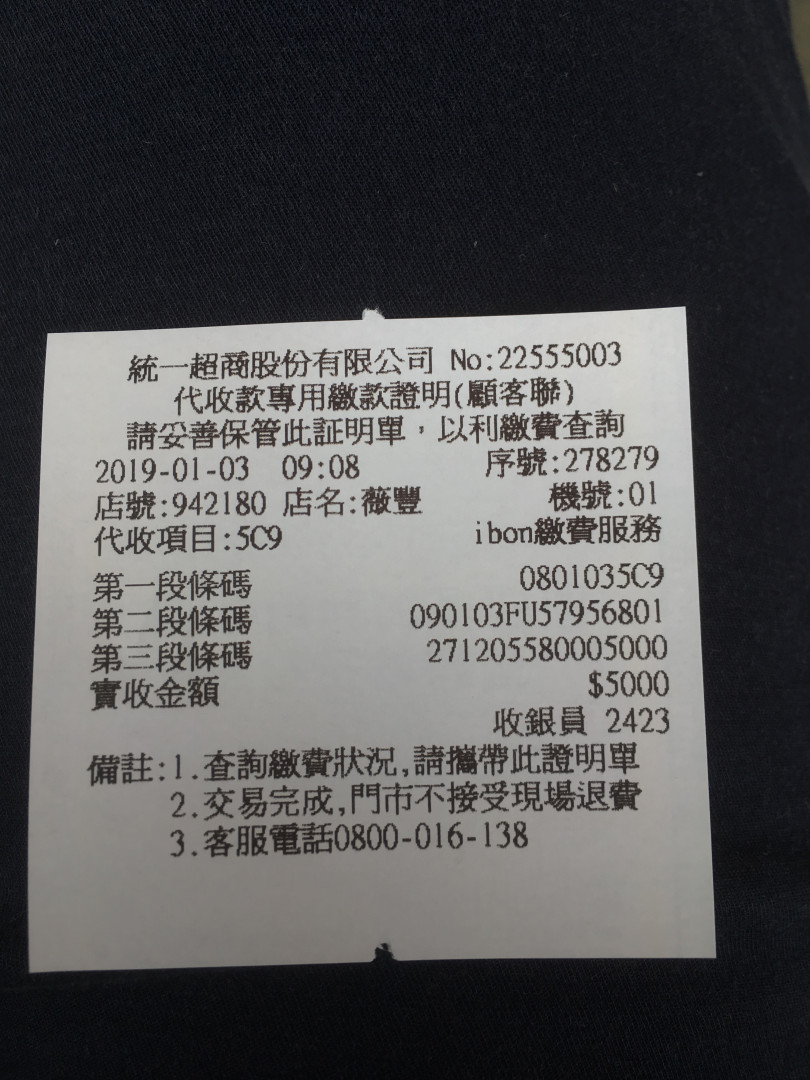 統一超商股份有限公司 No:22555003
代收款專用繳款證明(顧客聯)
請妥善保管此証明單，以利繳費查詢
2019-01-03 09:08 序號:278279
店號:942180 店名:薇豐 機號:01
代收項目:5C9 ibon繳費服務
第一段條碼 0801035C9
第二段條碼 090103FU57956801
第三段條碼 271205580005000
實收金額 $5000
收銀員 2423
備註:1.查詢繳費狀況,請攜帶此證明單
2.交易完成,門市不接受現場退費
3.客服電話0800-016-138